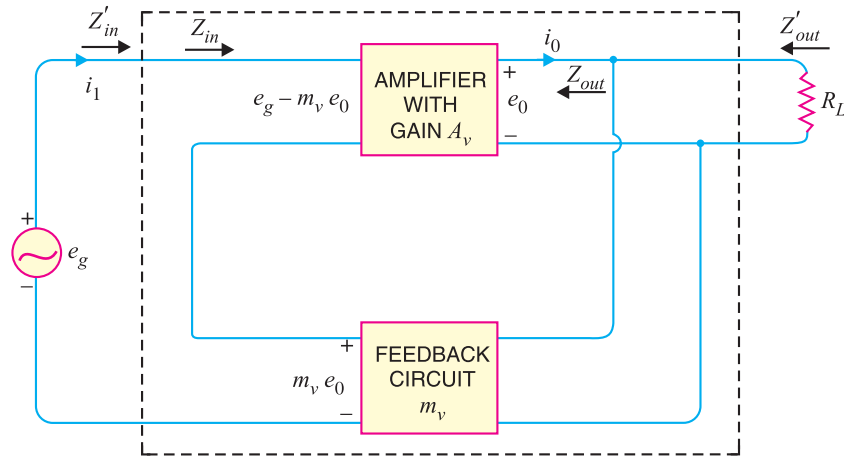 Z'in
Zin
i0
Z'out
i1
AMPLIFIER
WITH
GAIN Av
eg – mv e0
+
e0
–
Zout
RL
+
eg
–
+
mv e0
–
FEEDBACK
CIRCUIT
mv